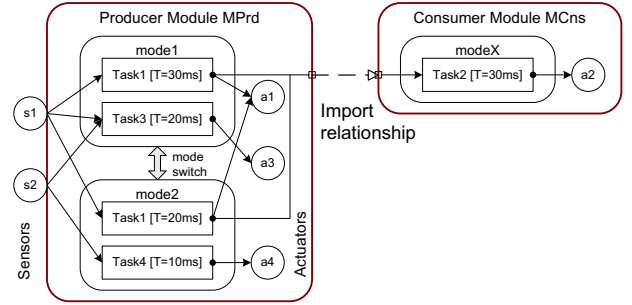 Producer Module MPrd
Consumer Module MCns
mode1
Task1 [T=30ms]
Task3 [T=20ms]
s1
s2
a1
a3
mode
switch
mode2
Task1 [T=20ms]
Task4 [T=10ms]
a4
Sensors
Actuators
Import
relationship
modeX
Task2 [T=30ms]
a2